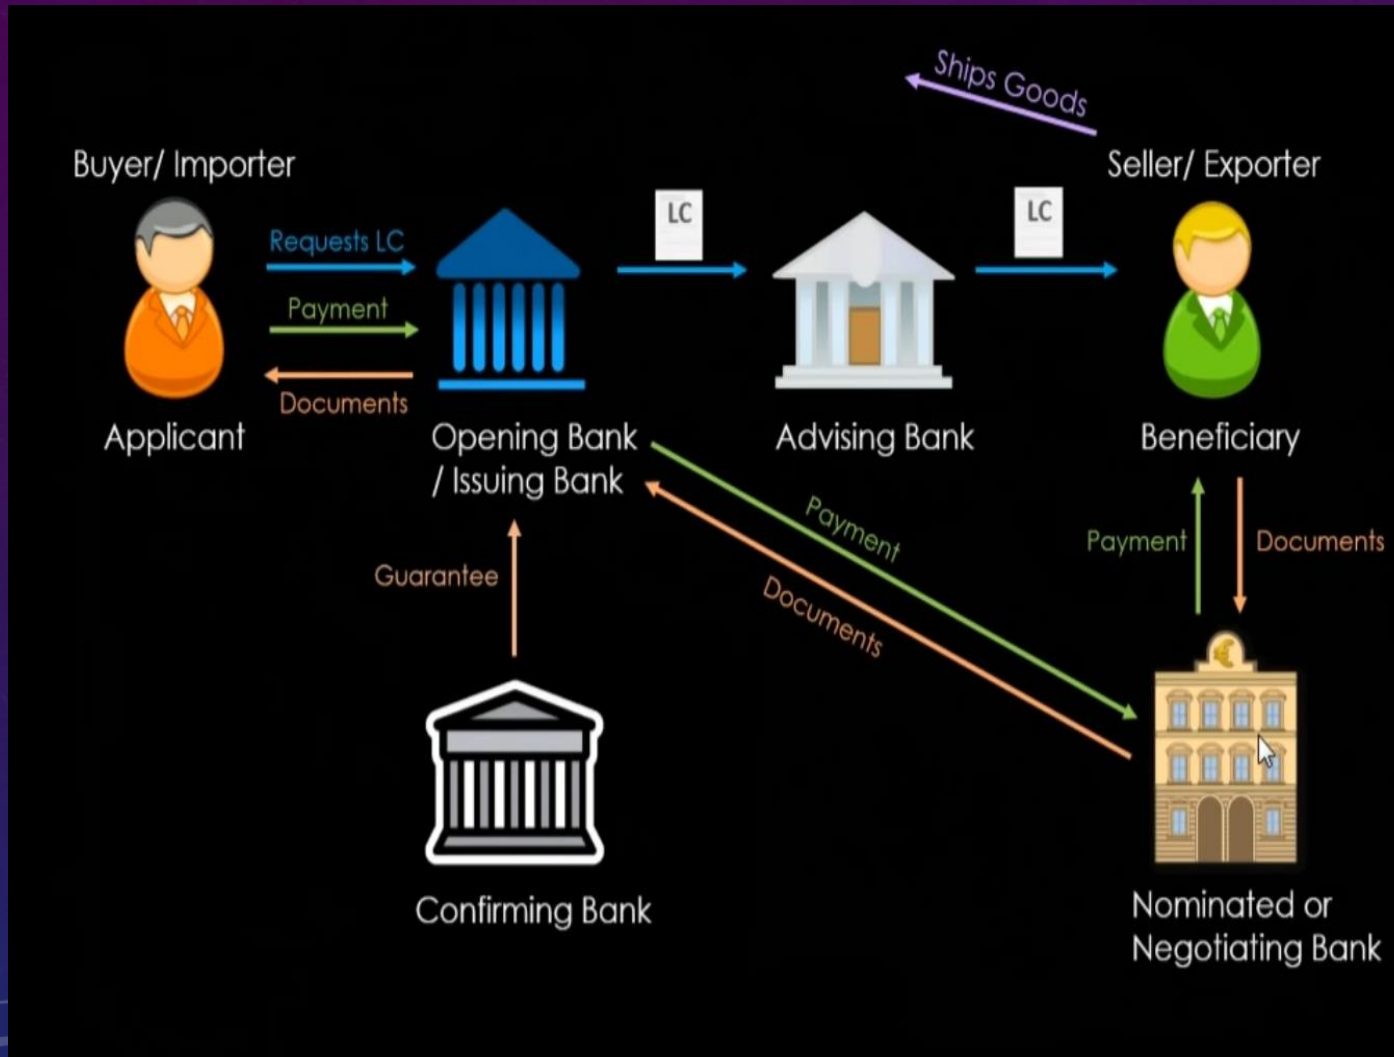 Ships Goods
Buyer/ Importer
Seller/ Exporter
LC
LC
Requests LC
Payment
Documents
Applicant
Opening Bank
/ Issuing Bank
Advising Bank
Beneficiary
Payment
Documents
Payment
Documents
Guarantee
Confirming Bank
Nominated or
Negotiating Bank
€